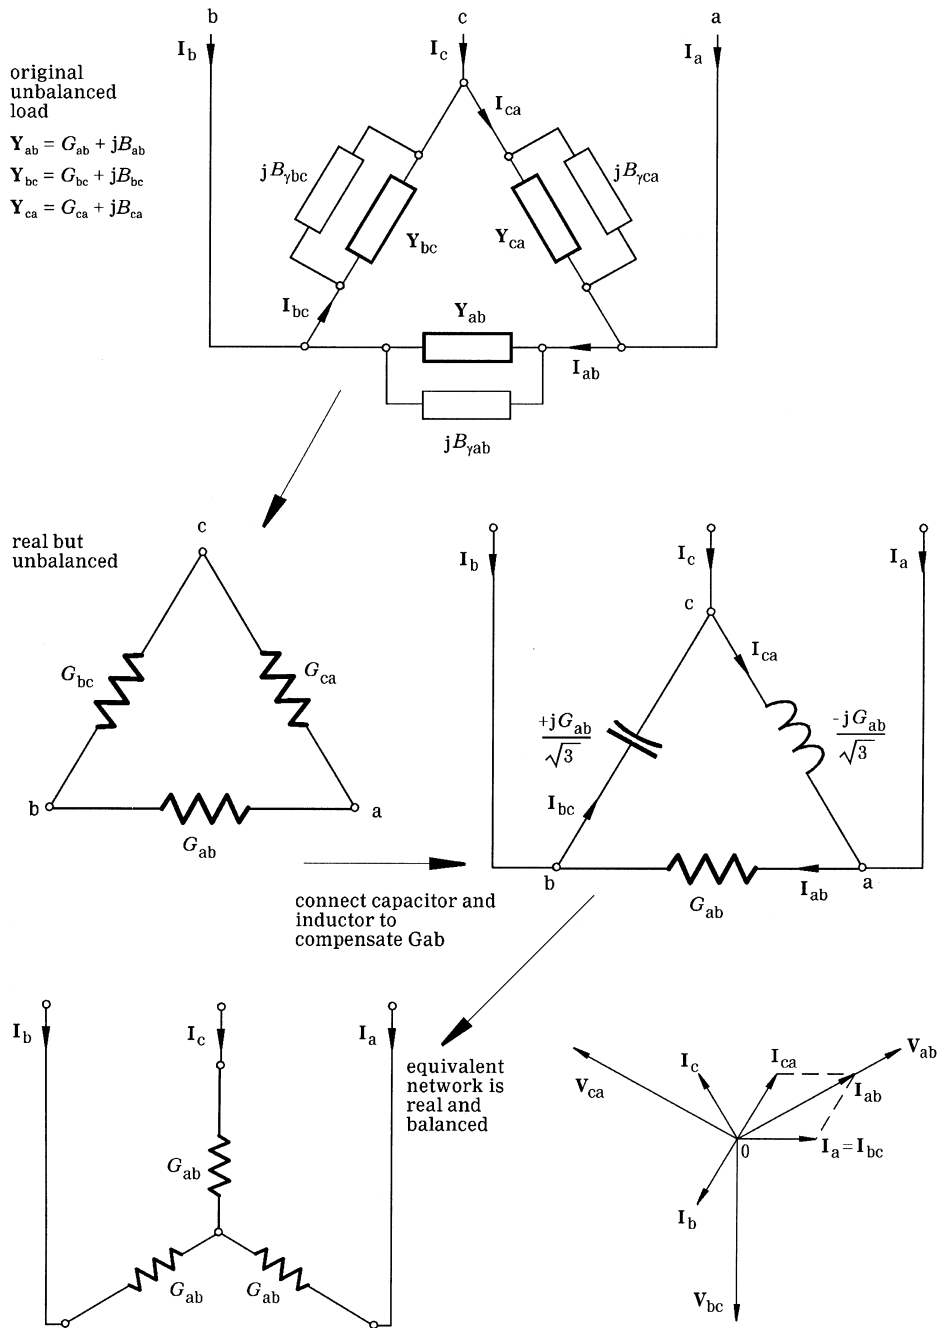 b c a
I_b I_c I_a
original
unbalanced
load
Y_ab = G_ab + jB_ab
Y_bc = G_bc + jB_bc
Y_ca = G_ca + jB_ca
I_ca
jB_γbc
jB_γca
Y_bc
Y_ca
I_bc
Y_ab
I_ab
jB_γab
real but
unbalanced
c
G_bc
G_ca
b
a
G_ab
I_b
I_c
I_a
c
I_ca
+jG_ab
√3
-jG_ab
√3
I_bc
b
a
I_ab
G_ab
connect capacitor and
inductor to
compensate Gab
I_b
I_c
I_a
G_ab
G_ab
G_ab
equivalent
network is
real and
balanced
V_ca
I_c
I_ca
V_ab
I_ab
0
I_a = I_bc
I_b
V_bc